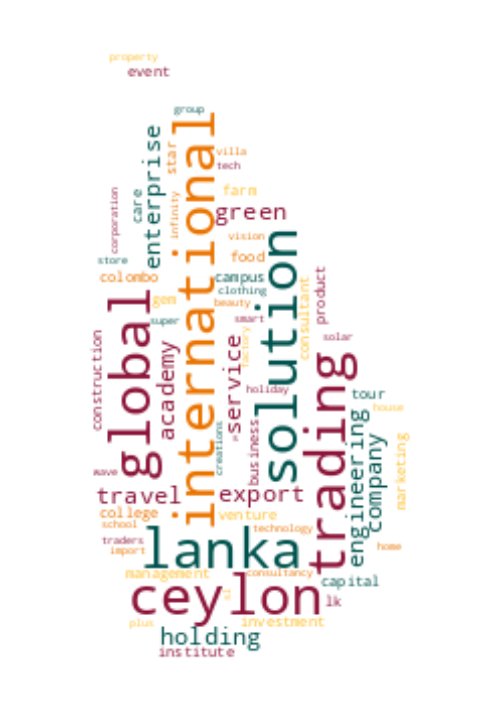 property
event
group
international
enterprise
star
villa
tech
care
corporation
infinity
farm
green
vision
solution
store
food
colombo
campus
clothing
gem
beauty
consultant
product
global
super
smart
factory
solar
construction
academy
service
holiday
trading
tour
house
business
creations
engineering
company
marketing
wave
travel
export
college
venture
school
technology
lanka
traders
import
home
management
consultancy
capital
ceylon
sl
lk
plus
investment
holding
institute